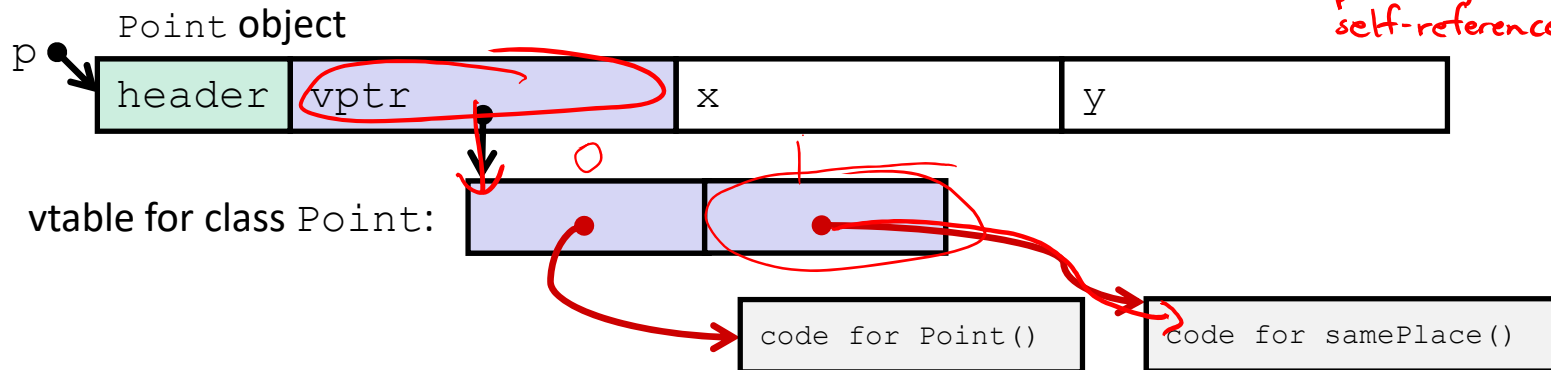 Point object
self-reference
p
header vptr x y
0 1
vtable for class Point:
code for Point() code for samePlace()